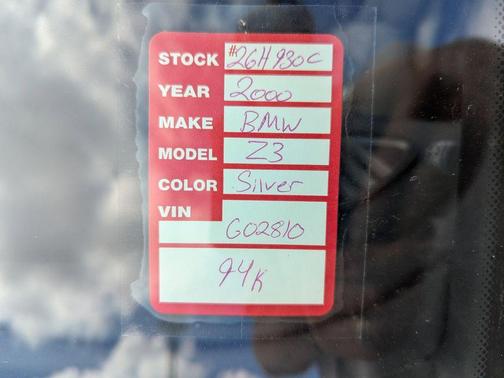 STOCK #26H930C
YEAR 2000
MAKE BMW
MODEL Z3
COLOR Silver
VIN
G02810
94K